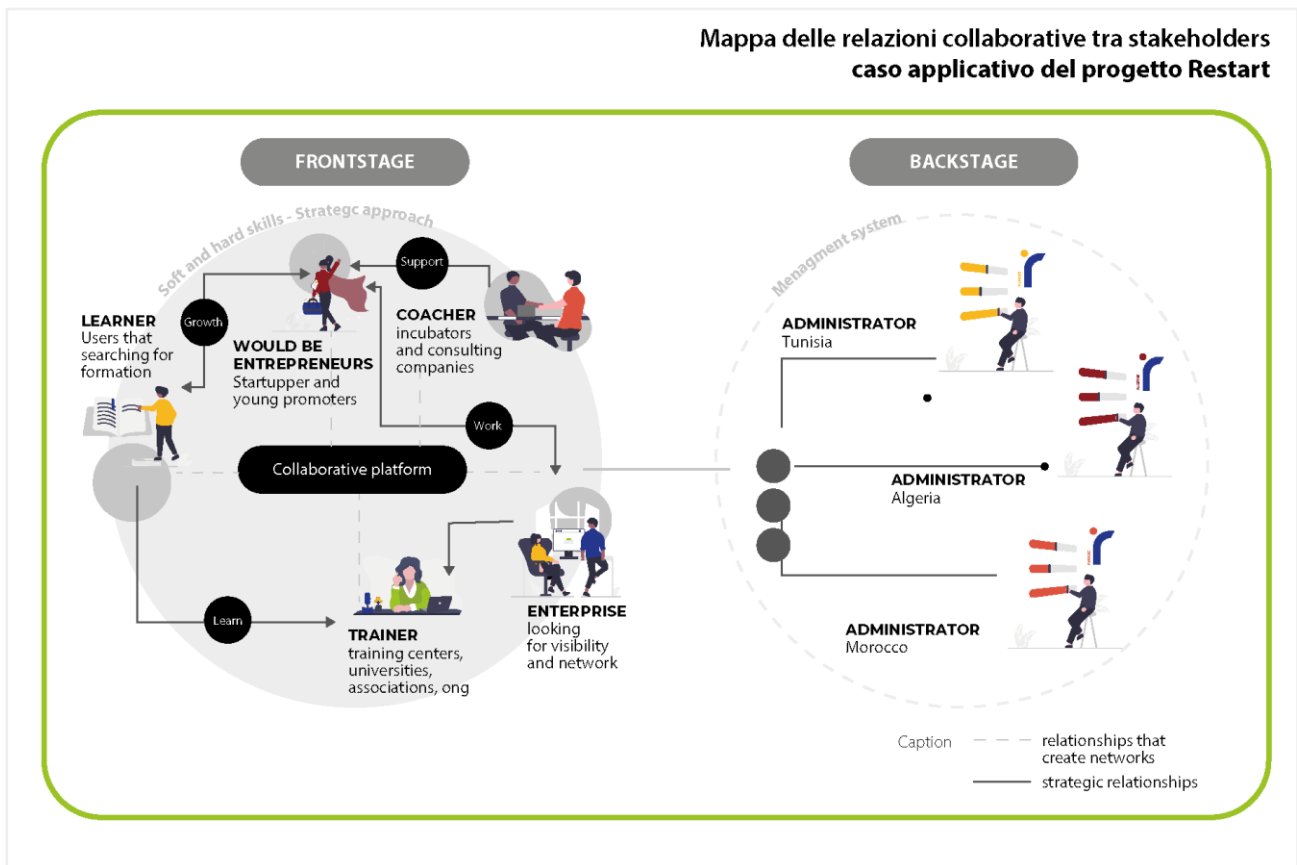 Mappa delle relazioni collaborative tra stakeholders
caso applicativo del progetto Restart
FRONTSTAGE
BACKSTAGE
Soft and hard skills - Strategc approach
Menagment system
Support
Growth
LEARNER
Users that
searching for
formation
WOULD BE
ENTREPRENEURS
Startupper and
young promoters
COACHER
incubators
and consulting
companies
Work
Collaborative platform
Learn
TRAINER
training centers,
universities,
associations, ong
ENTERPRISE
looking
for visibility
and network
ADMINISTRATOR
Tunisia
ADMINISTRATOR
Algeria
ADMINISTRATOR
Morocco
Caption
relationships that
create networks
strategic relationships